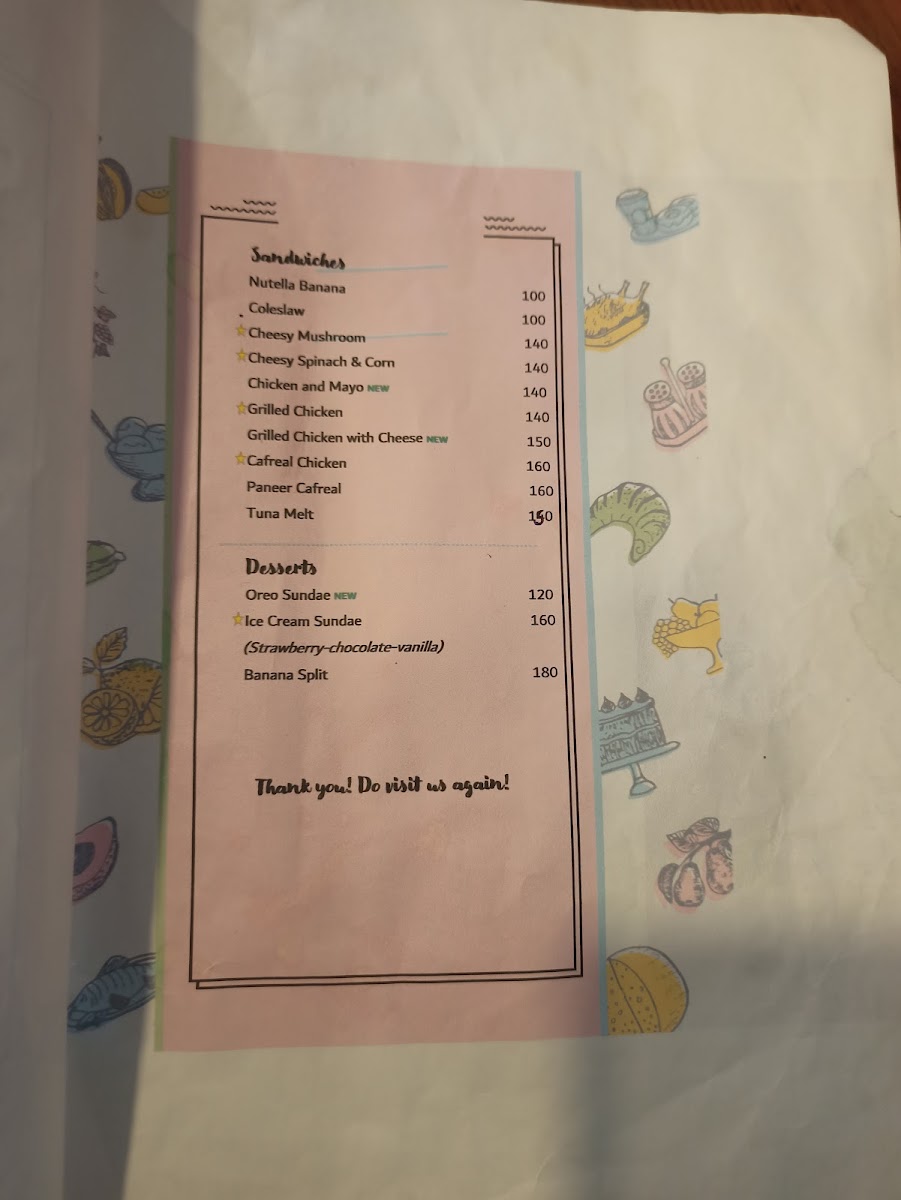 Sandwiches
Nutella Banana 100
Coleslaw 100
Cheesy Mushroom 140
Cheesy Spinach & Corn 140
Chicken and Mayo NEW 140
Grilled Chicken 140
Grilled Chicken with Cheese NEW 150
Cafreal Chicken 160
Paneer Cafreal 160
Tuna Melt 150
Desserts
Oreo Sundae NEW 120
Ice Cream Sundae 160
(Strawberry-chocolate-vanilla)
Banana Split 180
Thank you! Do visit us again!